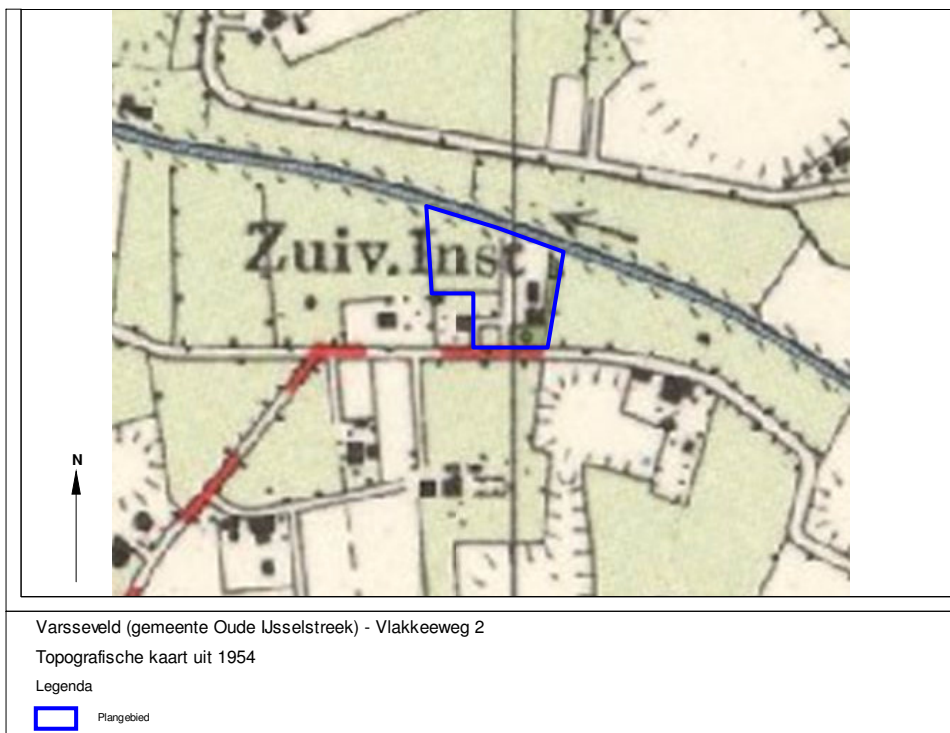 Zuiv. Inst
N
Varsseveld (gemeente Oude IJsselstreek) - Vlakkeeweg 2
Topografische kaart uit 1954
Legenda
Plangebied